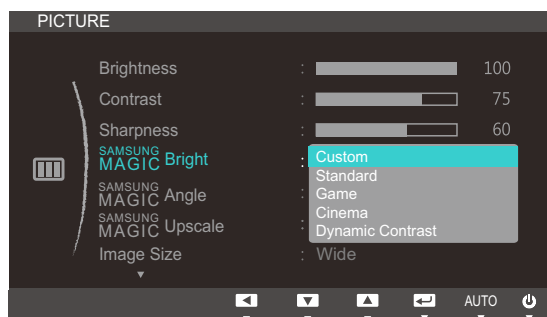 PICTURE
Brightness : 100
Contrast : 75
Sharpness : 60
SAMSUNG MAGIC Bright : Custom
Standard
SAMSUNG MAGIC Angle : Game
Cinema
SAMSUNG MAGIC Upscale : Dynamic Contrast
Image Size : Wide
AUTO